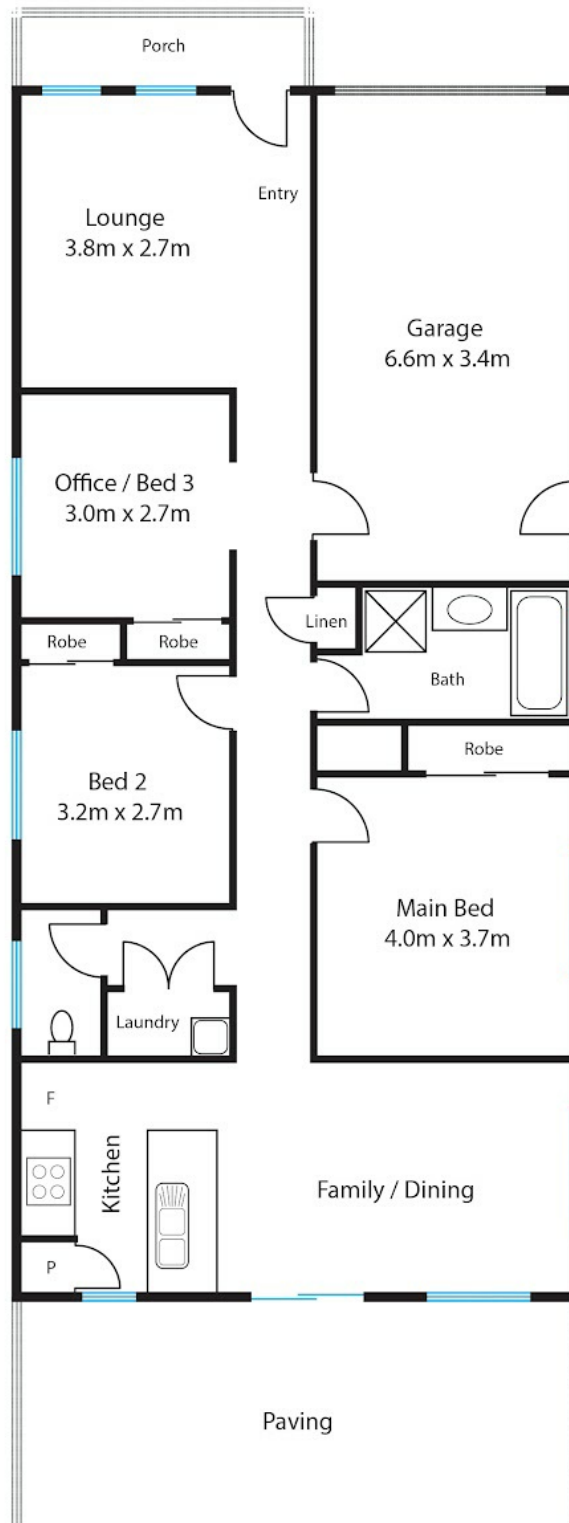 Porch
Entry
Lounge
3.8m x 2.7m
Garage
6.6m x 3.4m
Office / Bed 3
3.0m x 2.7m
Linen
Robe
Robe
Bath
Robe
Bed 2
3.2m x 2.7m
Main Bed
4.0m x 3.7m
Laundry
F
Kitchen
Family / Dining
P
Paving